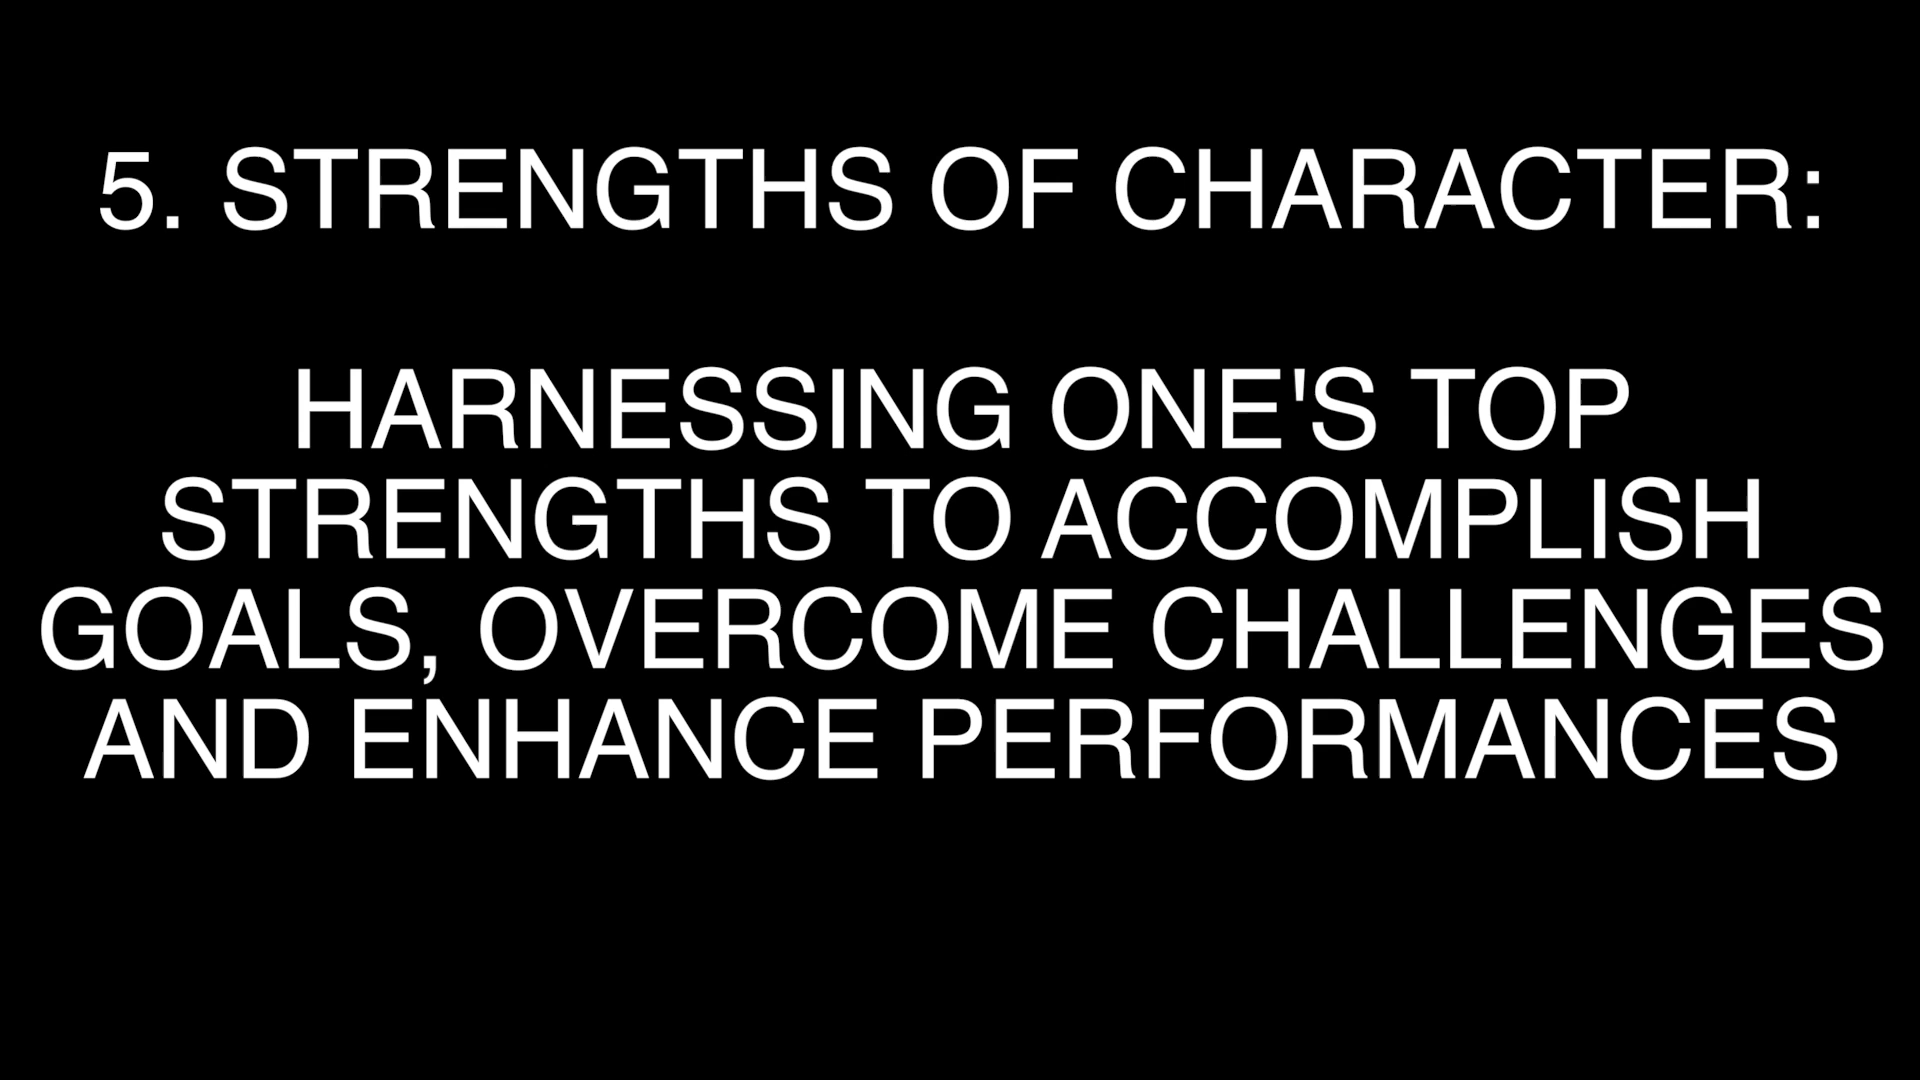 5. STRENGTHS OF CHARACTER:
HARNESSING ONE'S TOP
STRENGTHS TO ACCOMPLISH
GOALS, OVERCOME CHALLENGES
AND ENHANCE PERFORMANCES